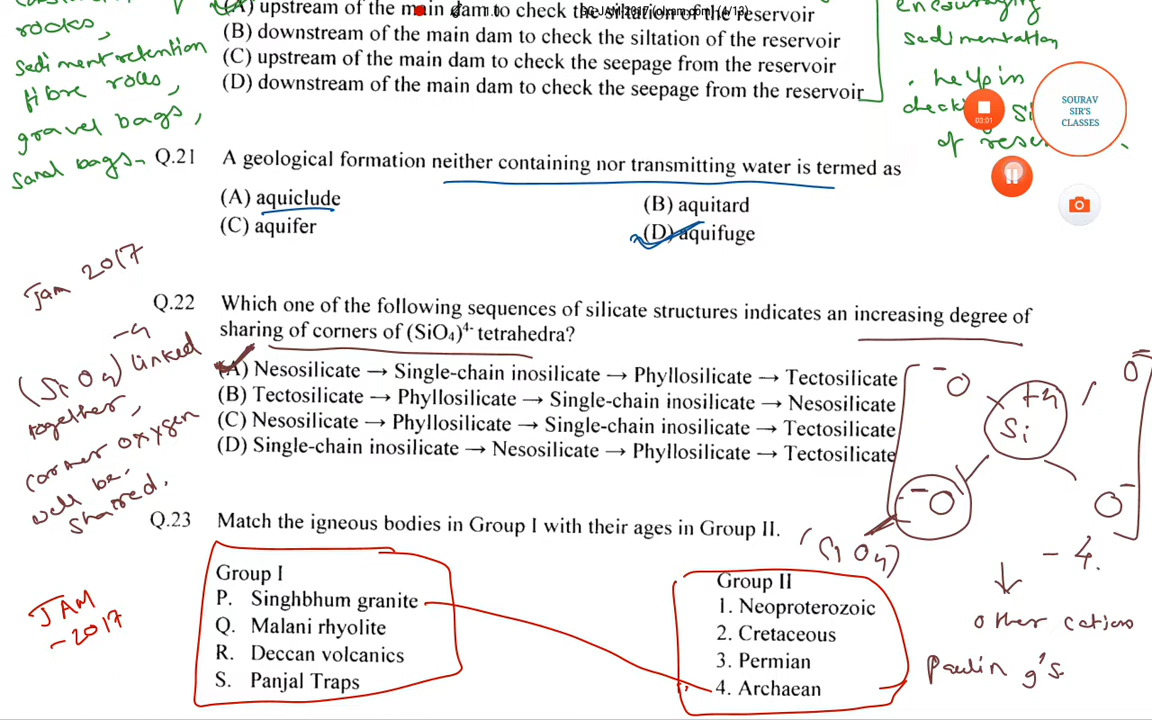 rocks,
sediment retention
fibre rolls,
gravel bags,
sand bags
(A) upstream of the main dam to check the siltation of the reservoir
(B) downstream of the main dam to check the siltation of the reservoir
(C) upstream of the main dam to check the seepage from the reservoir
(D) downstream of the main dam to check the seepage from the reservoir
encouraging
sedimentation
. help in
check
of
SOURAV
SIR'S
CLASSES
03:01
Q.21 A geological formation neither containing nor transmitting water is termed as
(A) aquiclude (B) aquitard
(C) aquifer (D) aquifuge
Jam 2017
Q.22 Which one of the following sequences of silicate structures indicates an increasing degree of
sharing of corners of (SiO₄)⁴⁻ tetrahedra?
(A) Nesosilicate → Single-chain inosilicate → Phyllosilicate → Tectosilicate
(B) Tectosilicate → Phyllosilicate → Single-chain inosilicate → Nesosilicate
(C) Nesosilicate → Phyllosilicate → Single-chain inosilicate → Tectosilicate
(D) Single-chain inosilicate → Nesosilicate → Phyllosilicate → Tectosilicate
(SiO4)⁻⁴ linked
together,
corner oxygen
will be
shared.
⁻O O⁻
+4
Si
⁻O O⁻
(SiO4) - 4.
other cations
Paulin g's
Q.23 Match the igneous bodies in Group I with their ages in Group II.
JAM
- 2017
Group I
P. Singhbhum granite
Q. Malani rhyolite
R. Deccan volcanics
S. Panjal Traps
Group II
1. Neoproterozoic
2. Cretaceous
3. Permian
4. Archaean